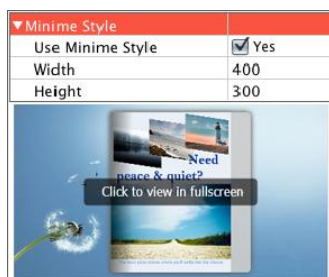 ▼Minime Style
Use Minime Style Yes
Width 400
Height 300
Need
peace & quiet?
Click to view in fullscreen